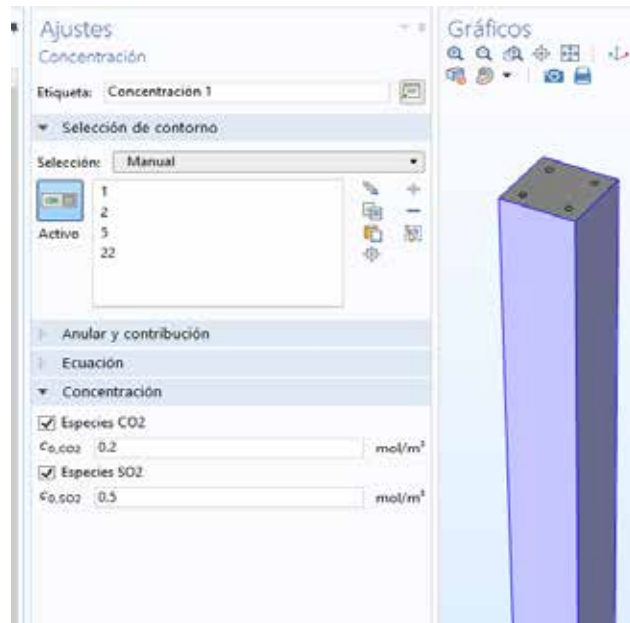 Ajustes
Concentración
Etiqueta: Concentración 1
Selección de contorno
Selección: Manual
Activo
1
2
5
22
Anular y contribución
Ecuación
Concentración
Especies CO2
c0,CO2 0.2 mol/m³
Especies SO2
c0,SO2 0.5 mol/m³
Gráficos